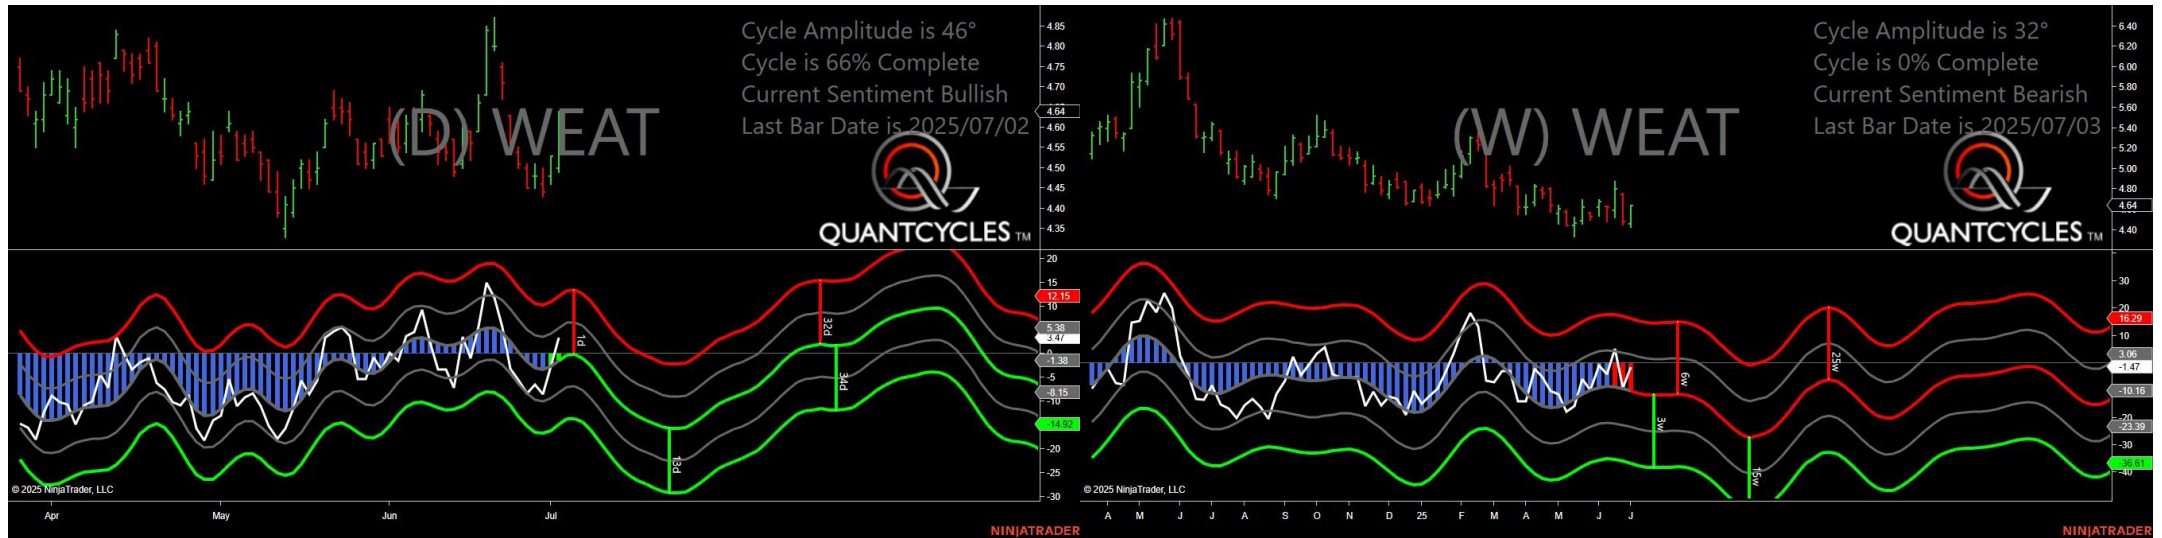 Cycle Amplitude is 46°
Cycle is 66% Complete
Current Sentiment Bullish
Last Bar Date is 2025/07/02
(D) WEAT
QUANTCYCLES TM
4.85
4.80
4.75
4.70
4.64
4.60
4.55
4.50
4.45
4.40
4.35
20
15
12.15
10
5.38
3.47
-1.38
-5
-8.15
-10
-14.92
-20
-25
-30
1d
13d
32d
34d
© 2025 NinjaTrader, LLC
Apr May Jun Jul
NINJATRADER
Cycle Amplitude is 32°
Cycle is 0% Complete
Current Sentiment Bearish
Last Bar Date is 2025/07/03
(W) WEAT
QUANTCYCLES TM
6.40
6.20
6.00
5.80
5.60
5.40
5.20
5.00
4.80
4.64
4.40
30
20
16.29
10
3.06
-1.47
-10.16
-20
-23.39
-30
-36.61
-40
6w
3w
15w
25w
© 2025 NinjaTrader, LLC
A M J J A S O N D 25 F M A M J J
NINJATRADER